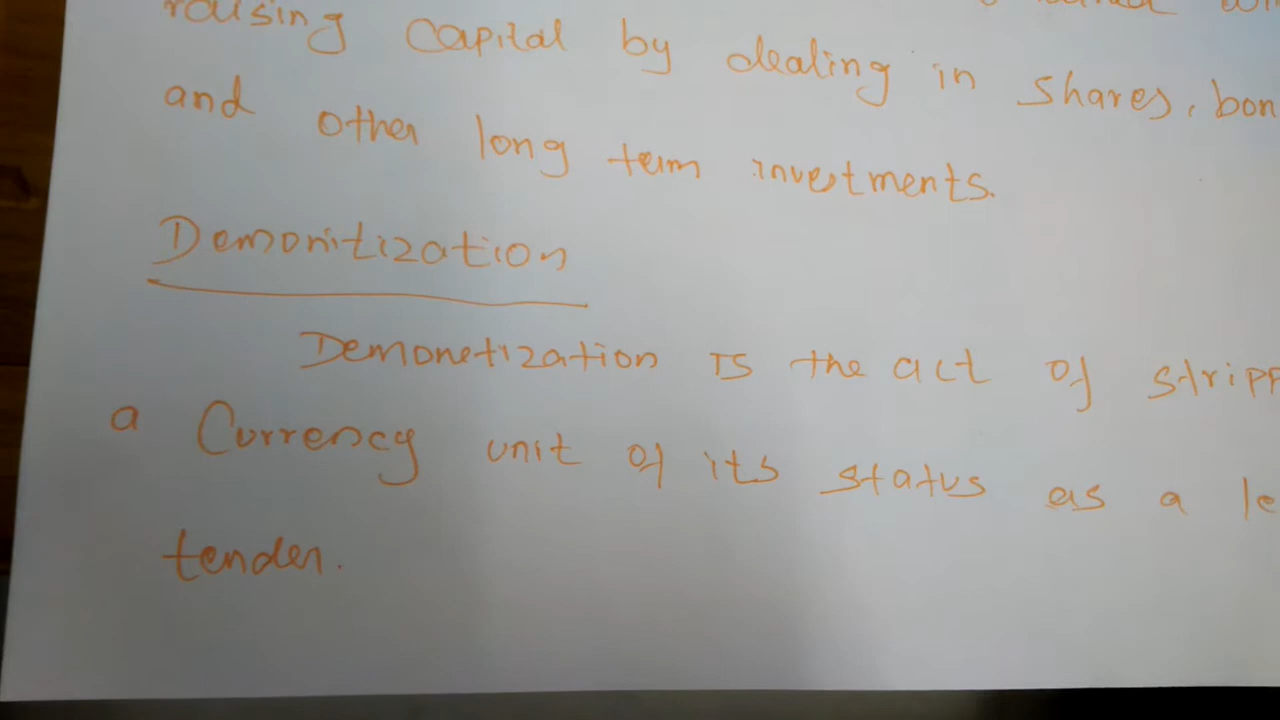 raising capital by dealing in shares, bon
and other long term investments.
Demonitization
Demonetization is the act of stripp
a Currency unit of its status as a le
tender.